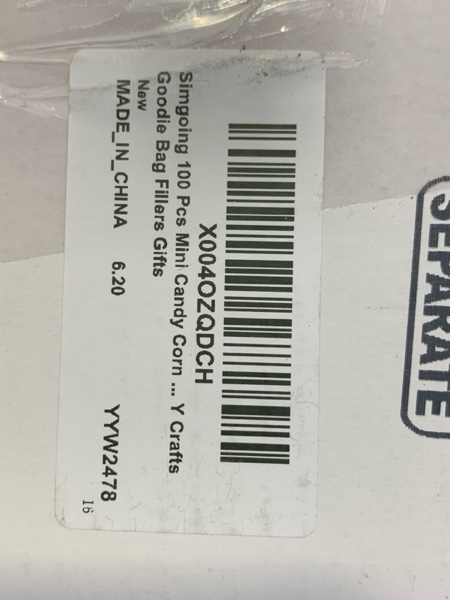 X004OZQDCH
Simgoing 100 Pcs Mini Candy Corn ... Y Crafts
Goodie Bag Fillers Gifts
New
MADE_IN_CHINA 6.20 YYW2478
16
SEPARATE